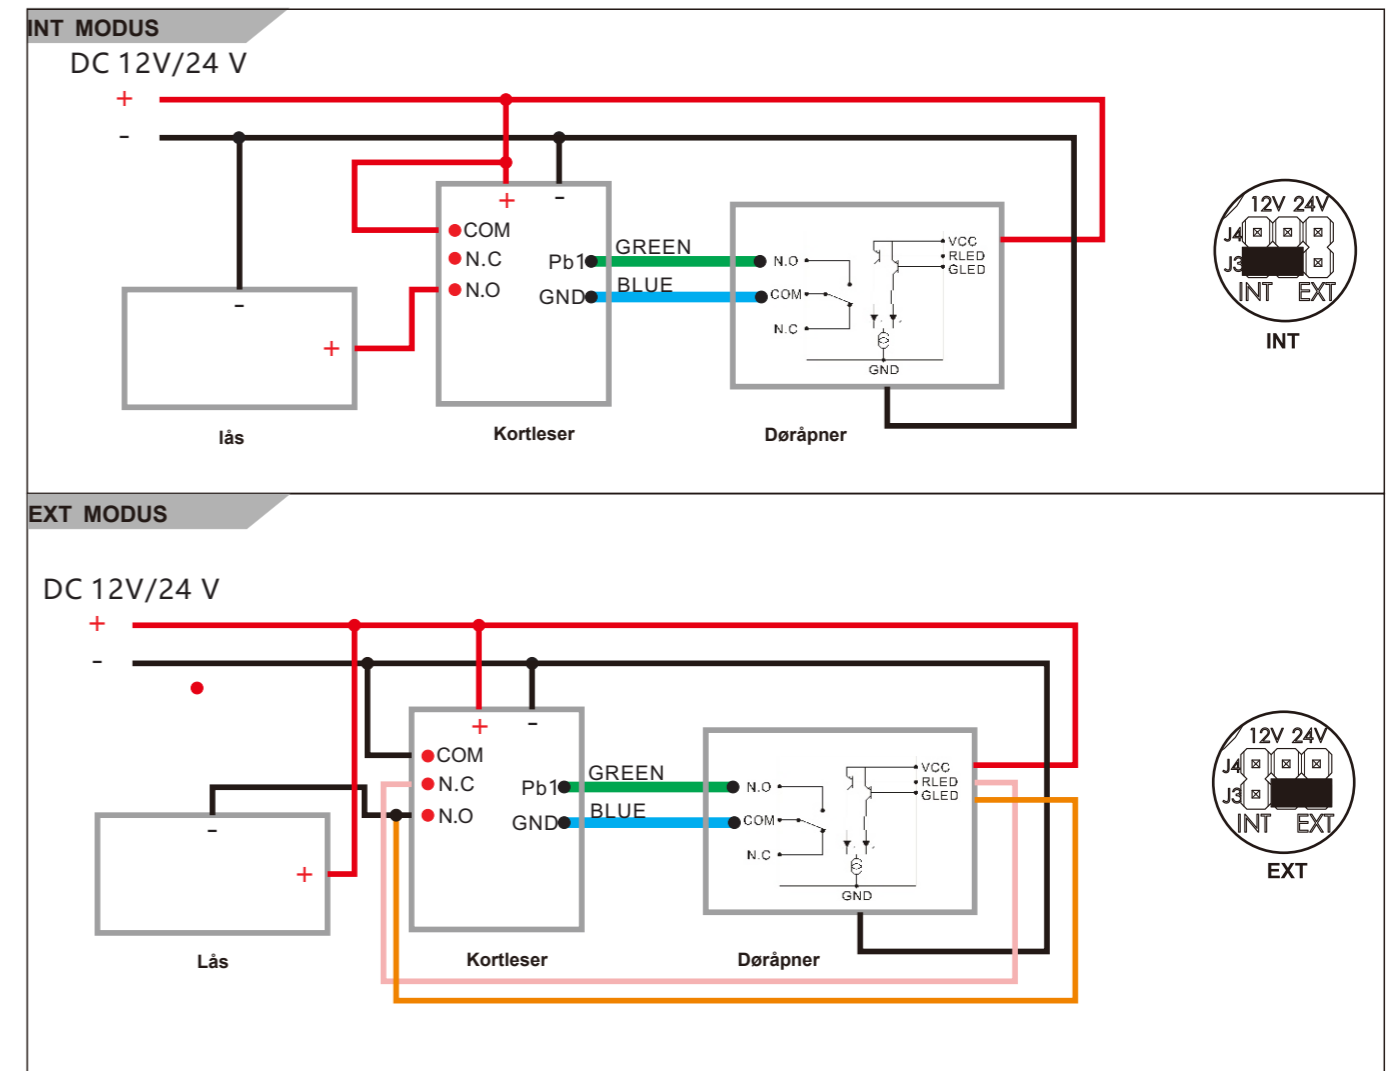 INT MODUS
DC 12V/24 V
+
-
+
-
COM
N.C
N.O
Pb1
GND
GREEN
BLUE
N.O
COM
N.C
VCC
RLED
GLED
GND
-
+
lås
Kortleser
Døråpner
12V 24V
J4
J3
INT EXT
INT
EXT MODUS
DC 12V/24 V
+
-
+
-
COM
N.C
N.O
Pb1
GND
GREEN
BLUE
N.O
COM
N.C
VCC
RLED
GLED
GND
-
+
Lås
Kortleser
Døråpner
12V 24V
J4
J3
INT EXT
EXT